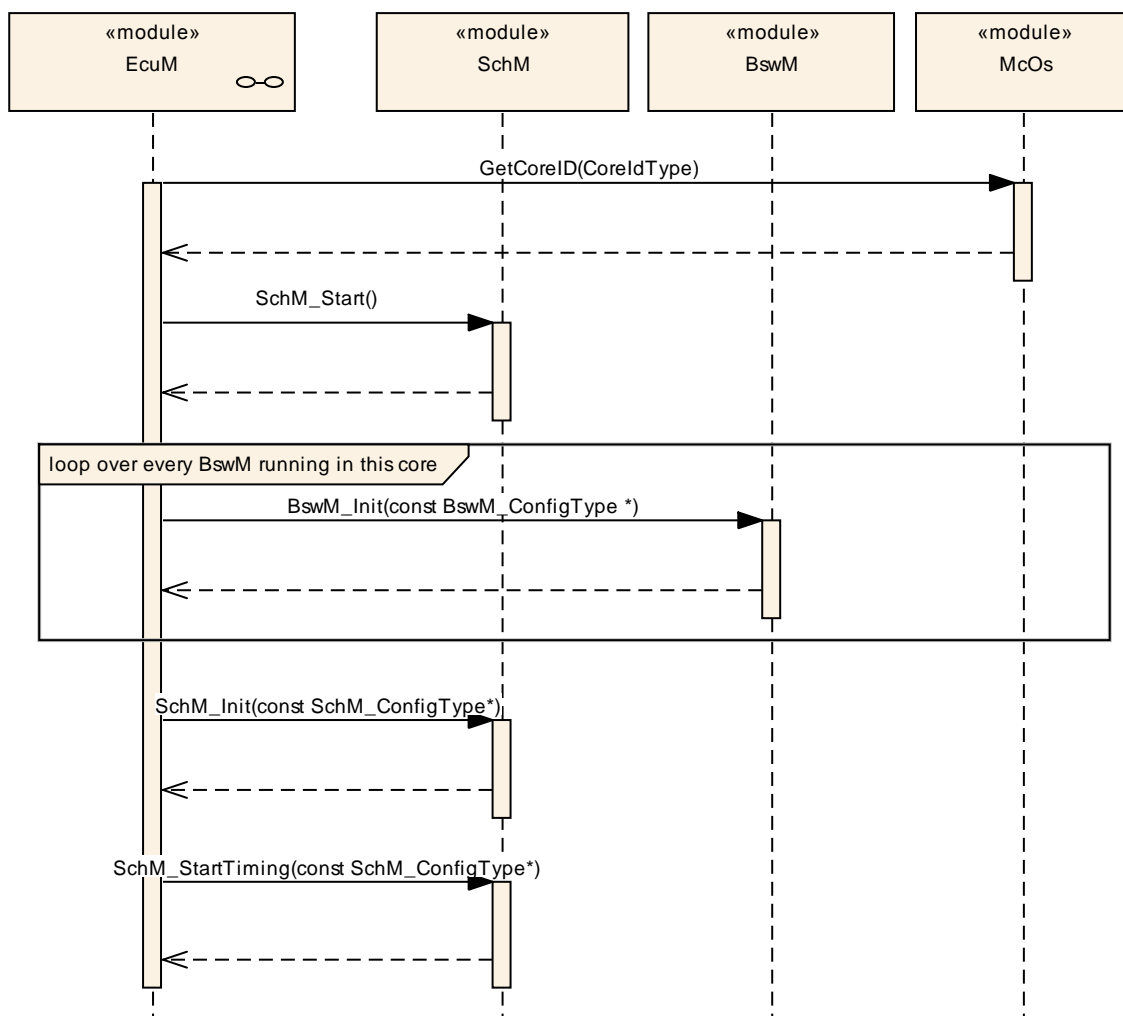 «module»
EcuM
«module»
SchM
«module»
BswM
«module»
McOs
GetCoreID(CoreIdType)
SchM_Start()
loop over every BswM running in this core
BswM_Init(const BswM_ConfigType *)
SchM_Init(const SchM_ConfigType*)
SchM_StartTiming(const SchM_ConfigType*)